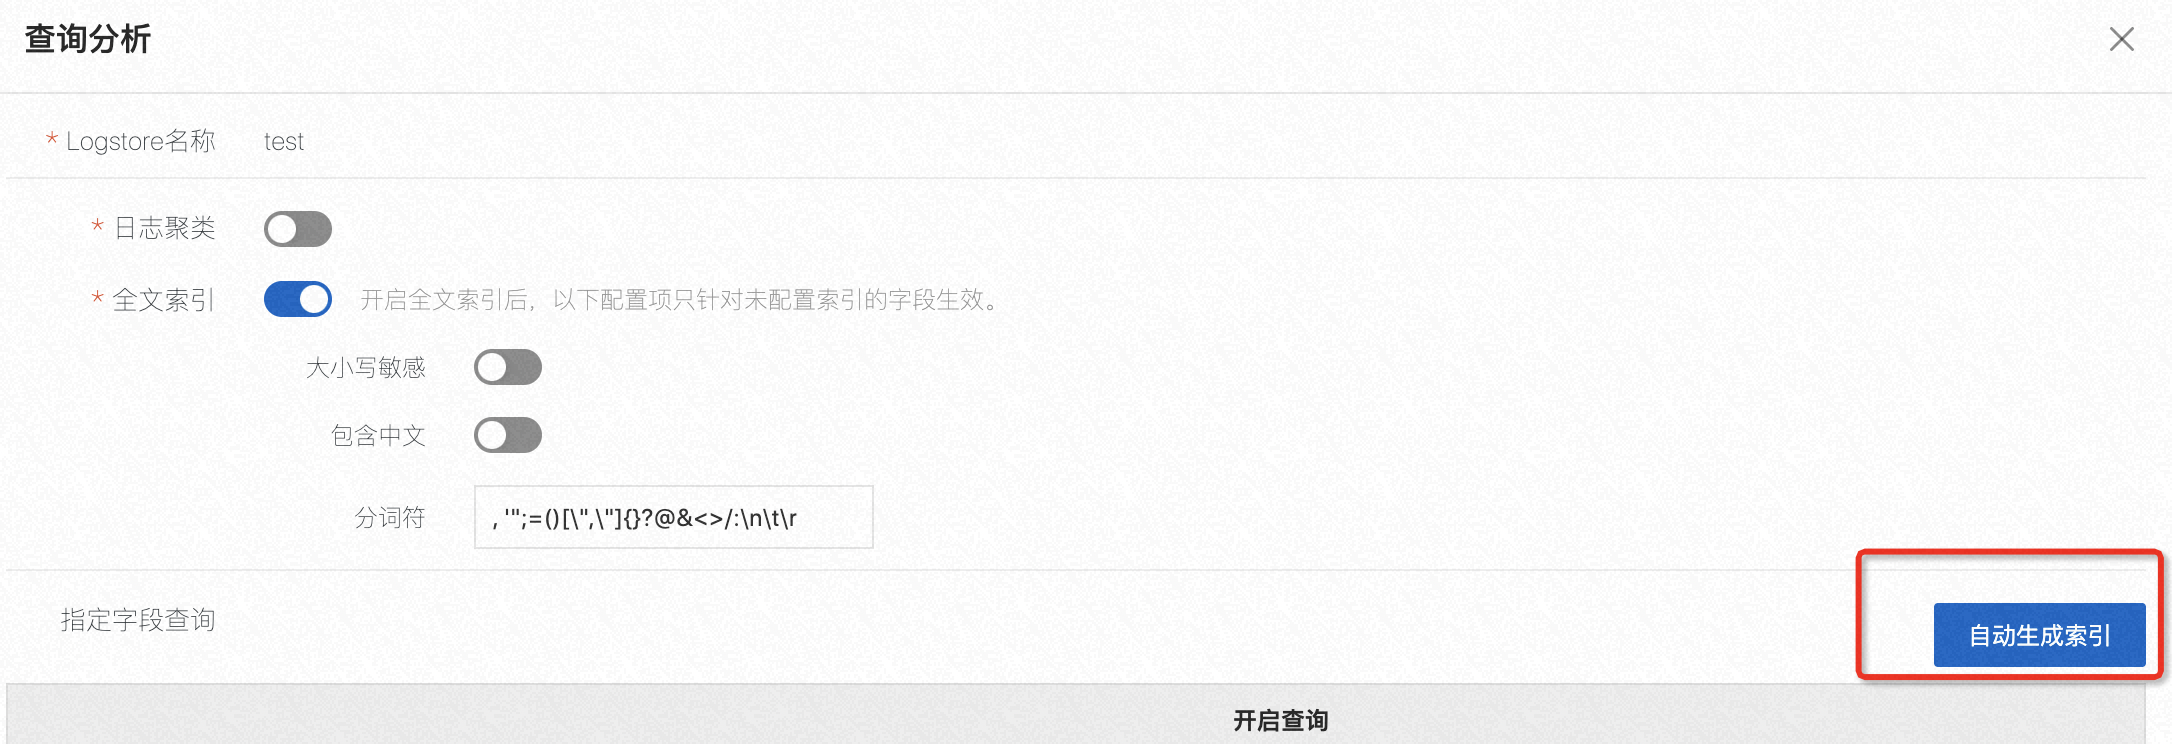 查询分析
* Logstore名称 test
* 日志聚类
* 全文索引 开启全文索引后，以下配置项只针对未配置索引的字段生效。
大小写敏感
包含中文
分词符 , '";=()[\",\"]{}?@&<>/:\n\t\r
指定字段查询
自动生成索引
开启查询